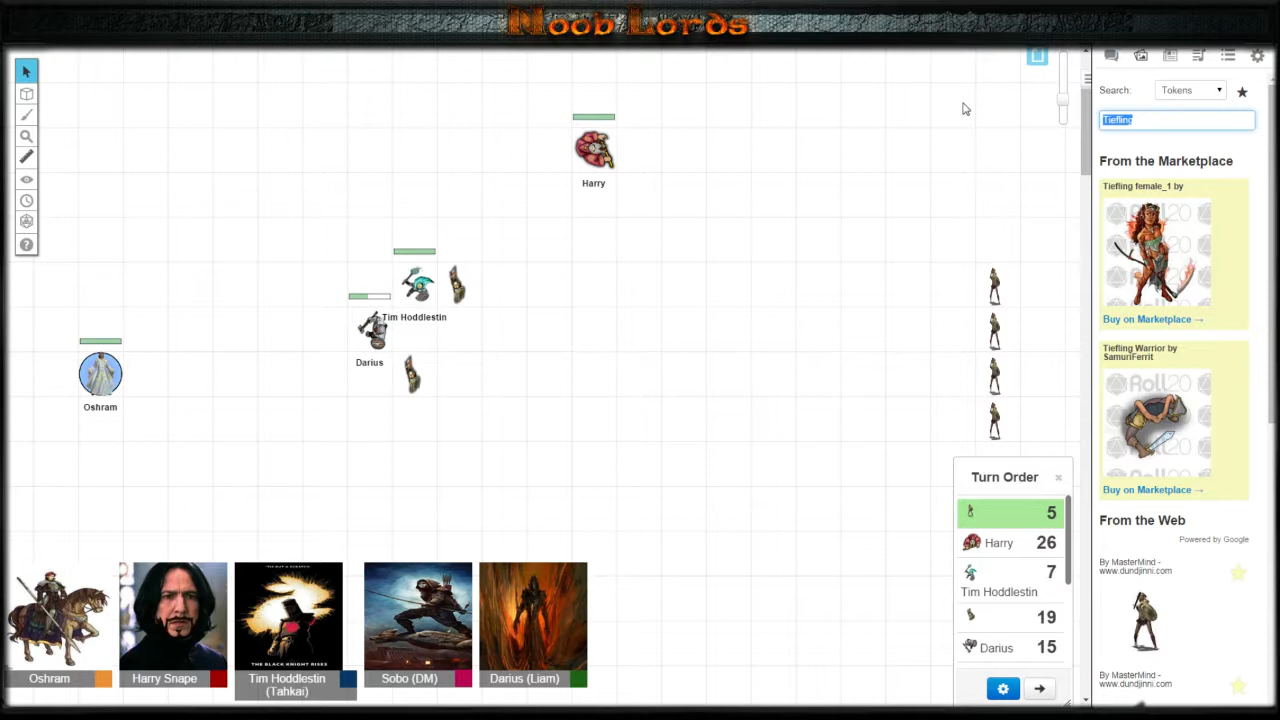 Noob Lords
Search:
Tokens
Tiefling
From the Marketplace
Tiefling female_1 by
ROLL20
Buy on Marketplace →
Tiefling Warrior by
SamuriFerrit
Roll20
Buy on Marketplace →
From the Web
Powered by Google
By MasterMind -
www.dundjinni.com
By MasterMind -
www.dundjinni.com
Harry
Tim Hoddlestin
Darius
Oshram
Turn Order
5
Harry 26
7
Tim Hoddlestin
19
Darius 15
THE BLACK KNIGHT RISES
Oshram
Harry Snape
Tim Hoddlestin
(Tahkai)
Sobo (DM)
Darius (Liam)